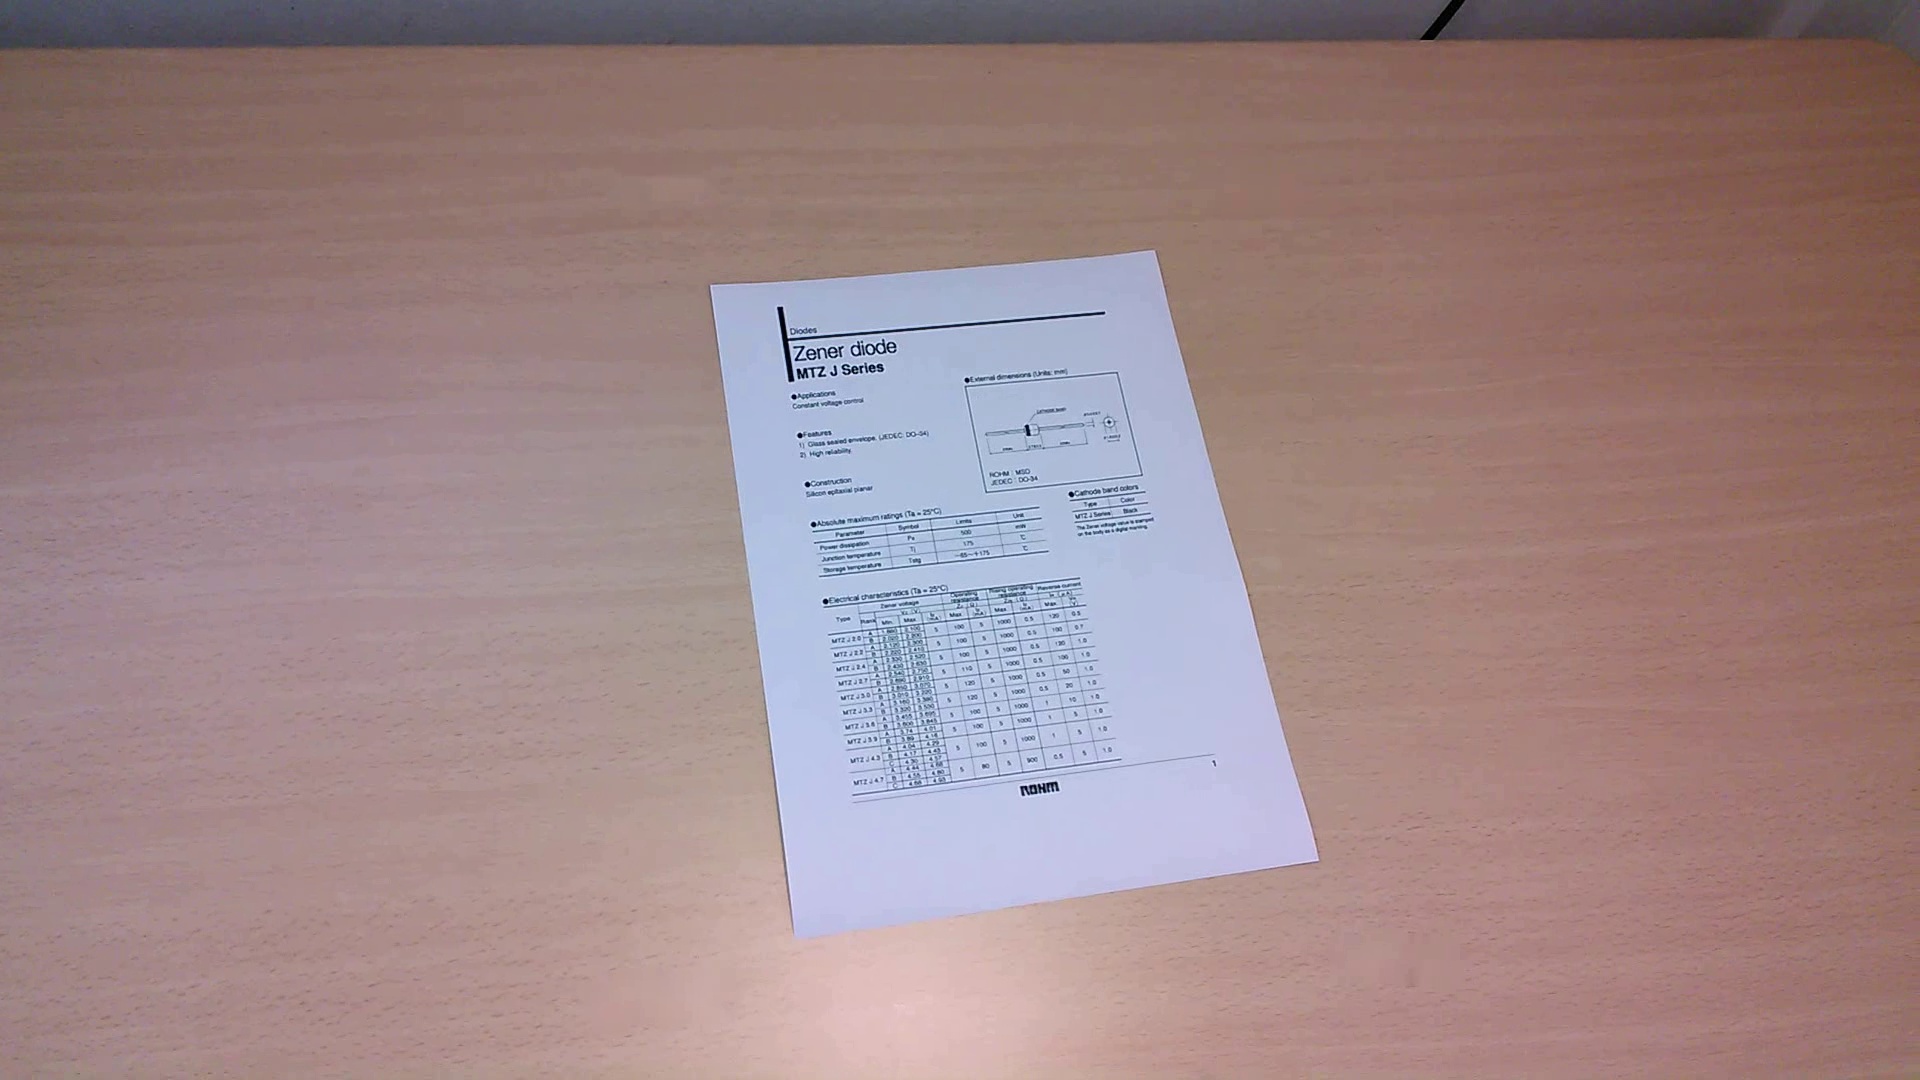 Diodes
Zener diode
MTZ J Series
●Applications
Constant voltage control
●Features
1) Glass sealed envelope. (JEDEC: DO-34)
2) High reliability.
●Construction
Silicon epitaxial planar
●External dimensions (Units: mm)
CATHODE BAND
ROHM : MSD
JEDEC : DO-34
●Cathode band colors
Type Color
MTZ J Series Black
The Zener voltage value is stamped
on the body as a digital marking.
●Absolute maximum ratings (Ta = 25°C)
Parameter Symbol Limits Unit
Power dissipation 500 mW
Junction temperature Tj 175 °C
Storage temperature Tstg −65~+175 °C
●Electrical characteristics (Ta = 25°C)
Zener voltage Operating resistance Rising operating resistance Reverse current
Type Rank Min. Max. Max. Max. Max.
MTZ J 2.0 A 1.880 2.100 5 100 5 1000 0.5 120 0.5
B 2.020 2.200
MTZ J 2.2 A 2.120 2.300 5 100 5 1000 0.5 100 0.7
B 2.220 2.410
MTZ J 2.4 A 2.330 2.520 5 100 5 1000 0.5 120 1.0
B 2.430 2.630
MTZ J 2.7 A 2.540 2.750 5 110 5 1000 0.5 100 1.0
B 2.690 2.910
MTZ J 3.0 A 2.850 3.070 5 120 5 1000 0.5 50 1.0
B 3.010 3.220
MTZ J 3.3 A 3.160 3.380 5 120 5 1000 0.5 20 1.0
B 3.320 3.530
MTZ J 3.6 A 3.455 3.695 5 100 5 1000 1 10 1.0
B 3.600 3.845
MTZ J 3.9 A 3.74 4.01 5 100 5 1000 1 5 1.0
B 3.89 4.16
MTZ J 4.3 A 4.04 4.29 5 100 5 1000 1 5 1.0
B 4.17 4.43
C 4.30 4.57
MTZ J 4.7 A 4.44 4.68 5 80 5 900 0.5 5 1.0
B 4.55 4.80
C 4.68 4.93
ROHM
1